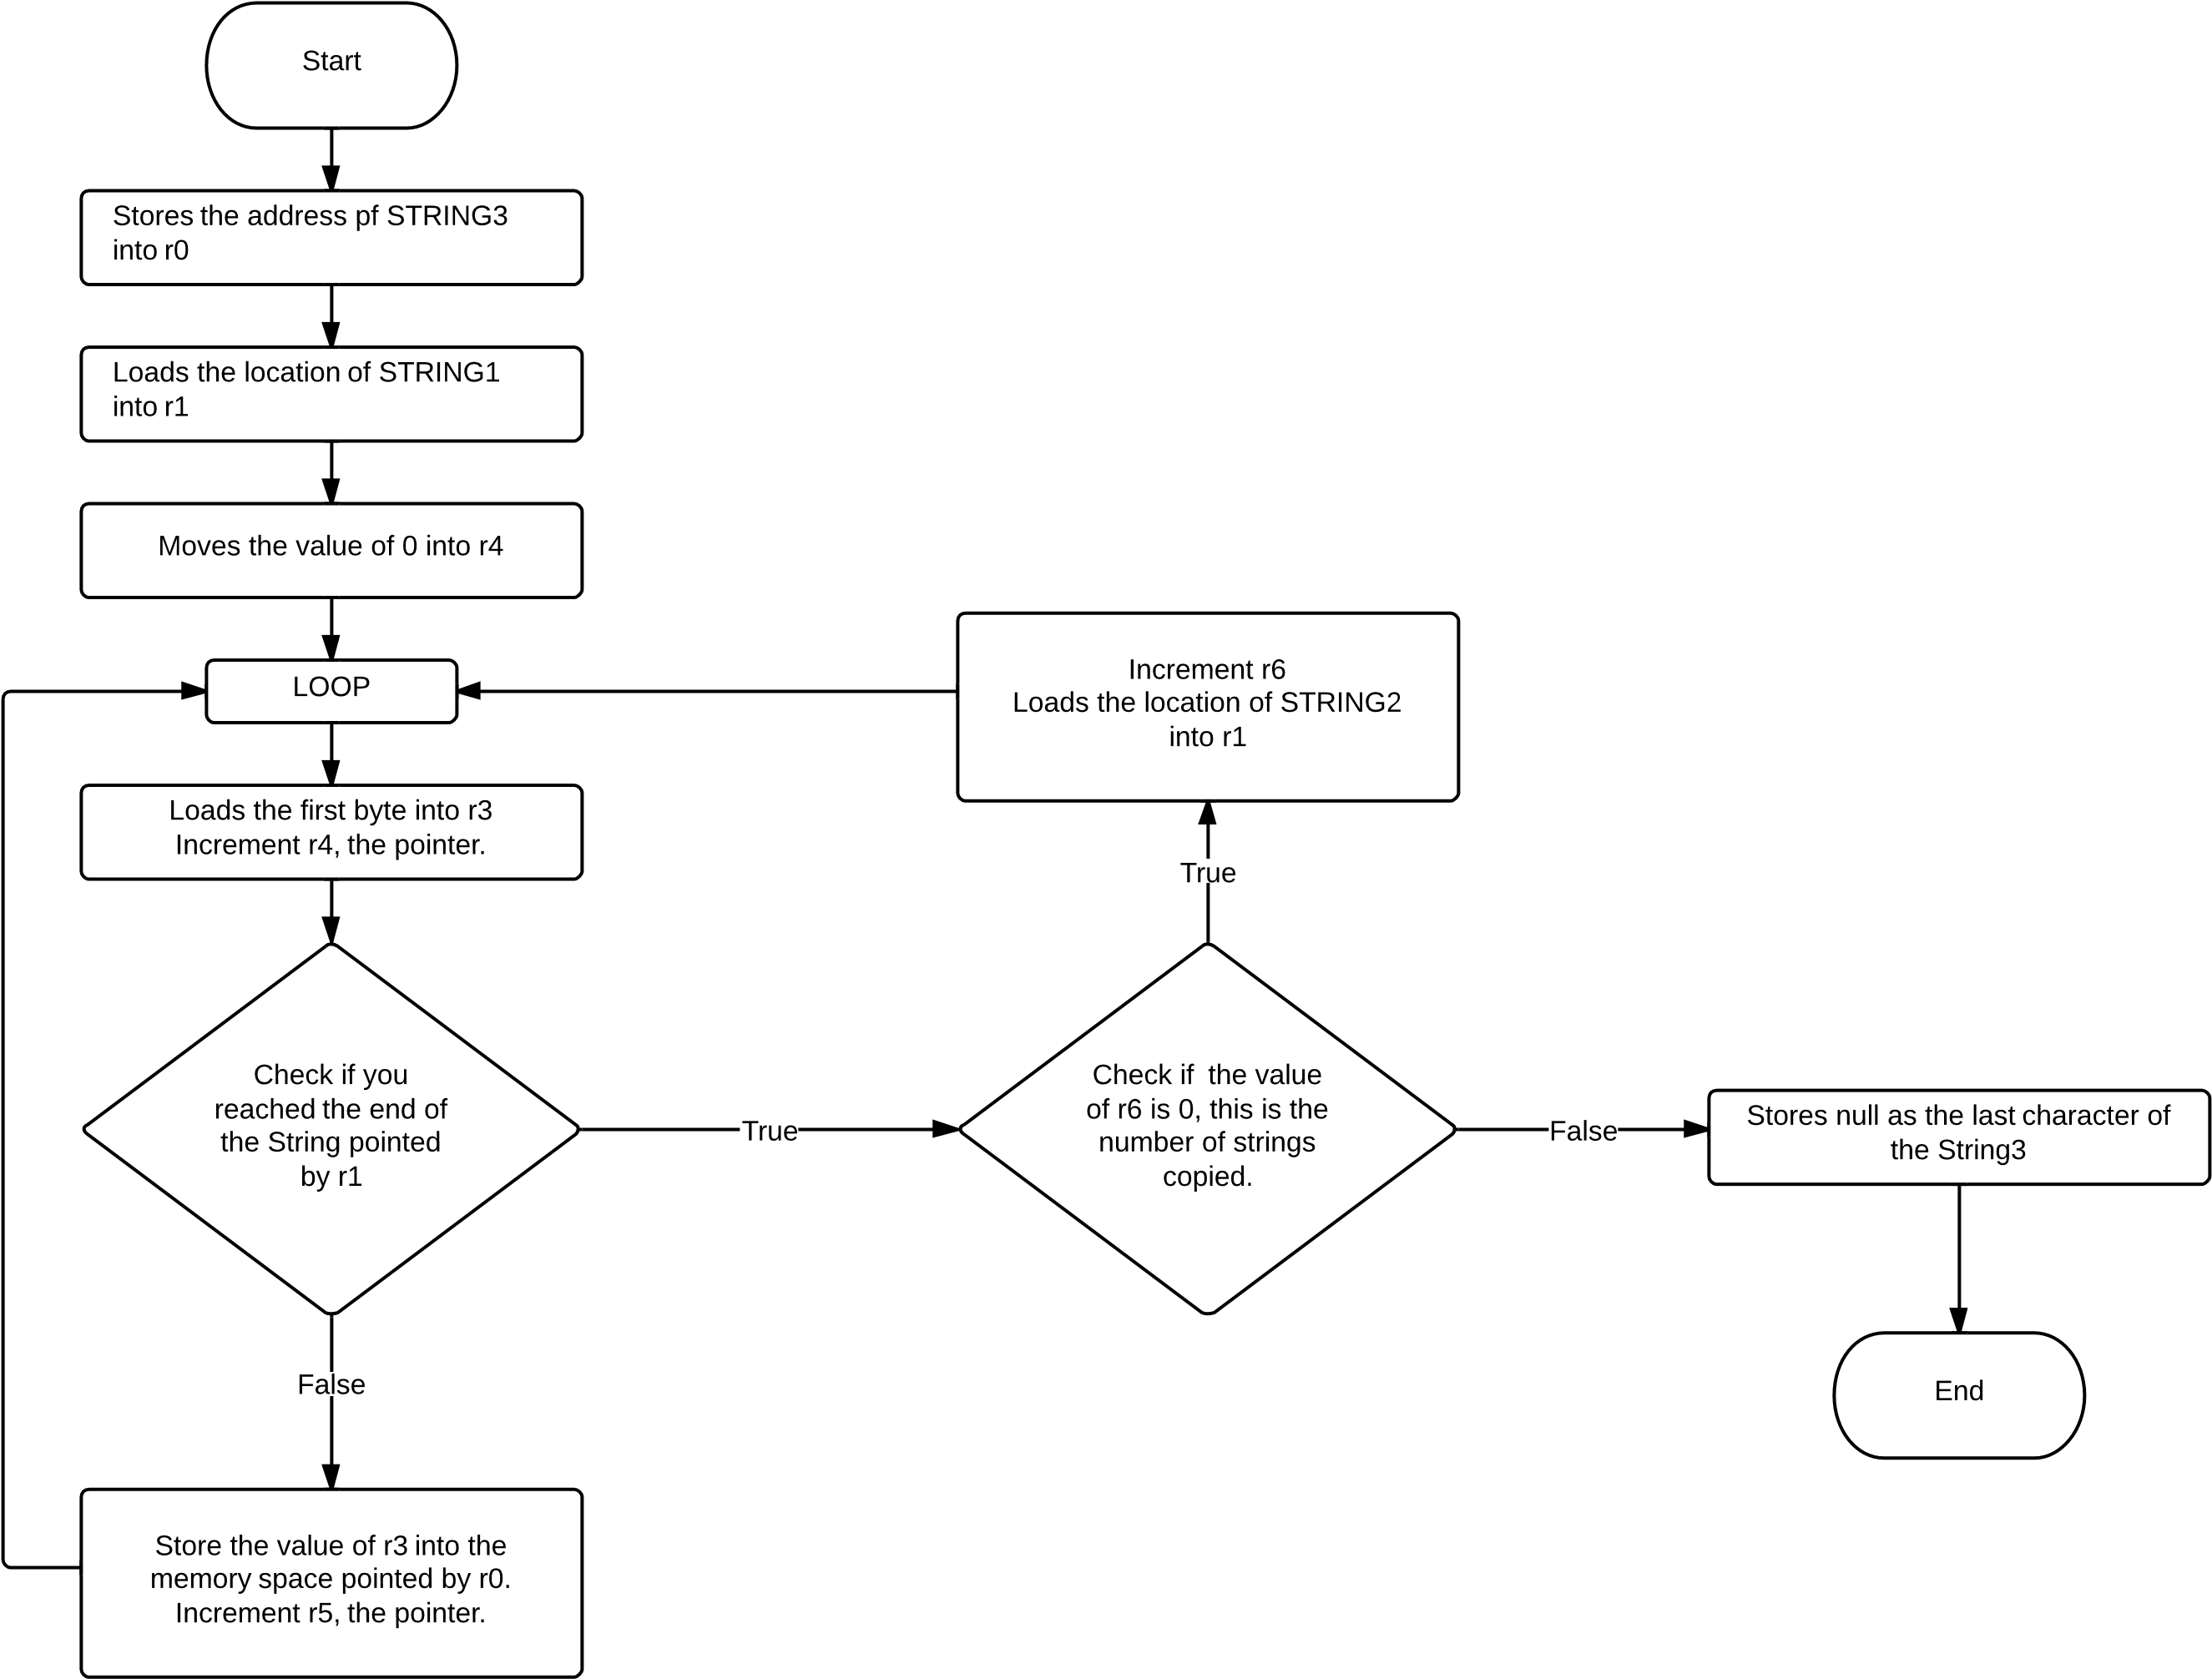 Start
Stores the address pf STRING3
into r0
Loads the location of STRING1
into r1
Moves the value of 0 into r4
LOOP
Increment r6
Loads the location of STRING2
into r1
Loads the first byte into r3
Increment r4, the pointer.
True
Check if you
reached the end of
the String pointed
by r1
True
Check if  the value
of r6 is 0, this is the
number of strings
copied.
False
Stores null as the last character of
the String3
False
End
Store the value of r3 into the
memory space pointed by r0.
Increment r5, the pointer.